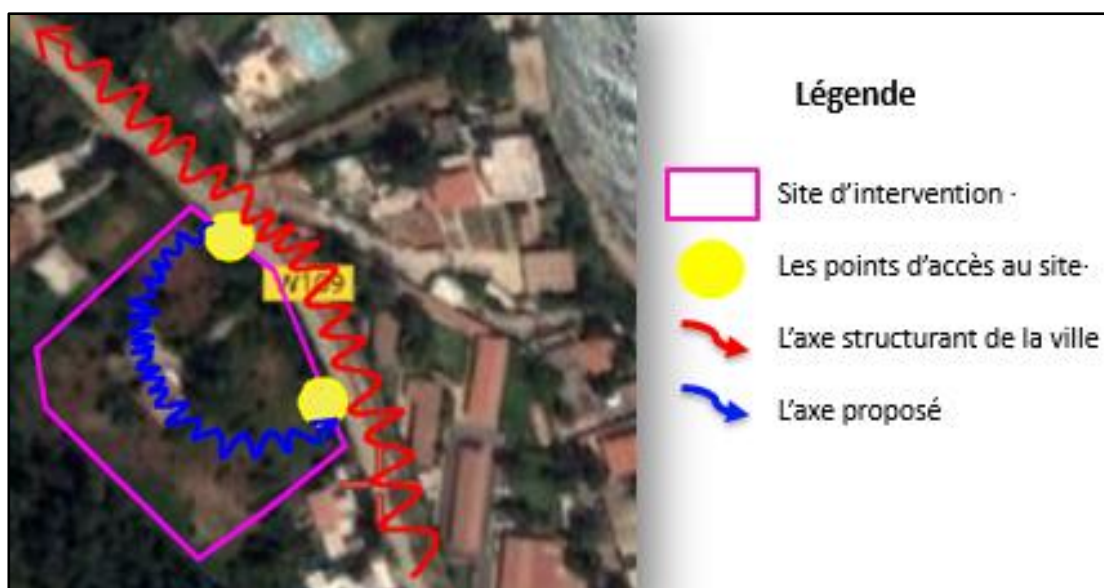 Légende
Site d'intervention ·
Les points d'accès au site·
L'axe structurant de la ville
L'axe proposé